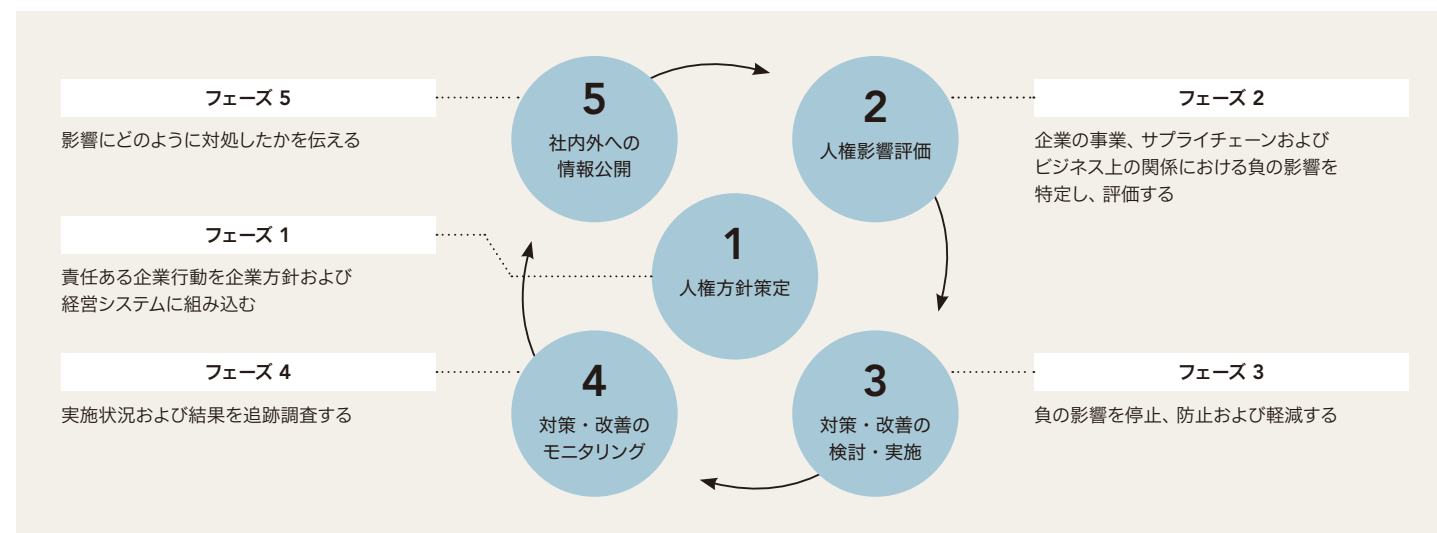 フェーズ 5
影響にどのように対処したかを伝える
フェーズ 1
責任ある企業行動を企業方針および
経営システムに組み込む
フェーズ 4
実施状況および結果を追跡調査する
5
社内外への
情報公開
2
人権影響評価
1
人権方針策定
4
対策・改善の
モニタリング
3
対策・改善の
検討・実施
フェーズ 2
企業の事業、サプライチェーンおよび
ビジネス上の関係における負の影響を
特定し、評価する
フェーズ 3
負の影響を停止、防止および軽減する